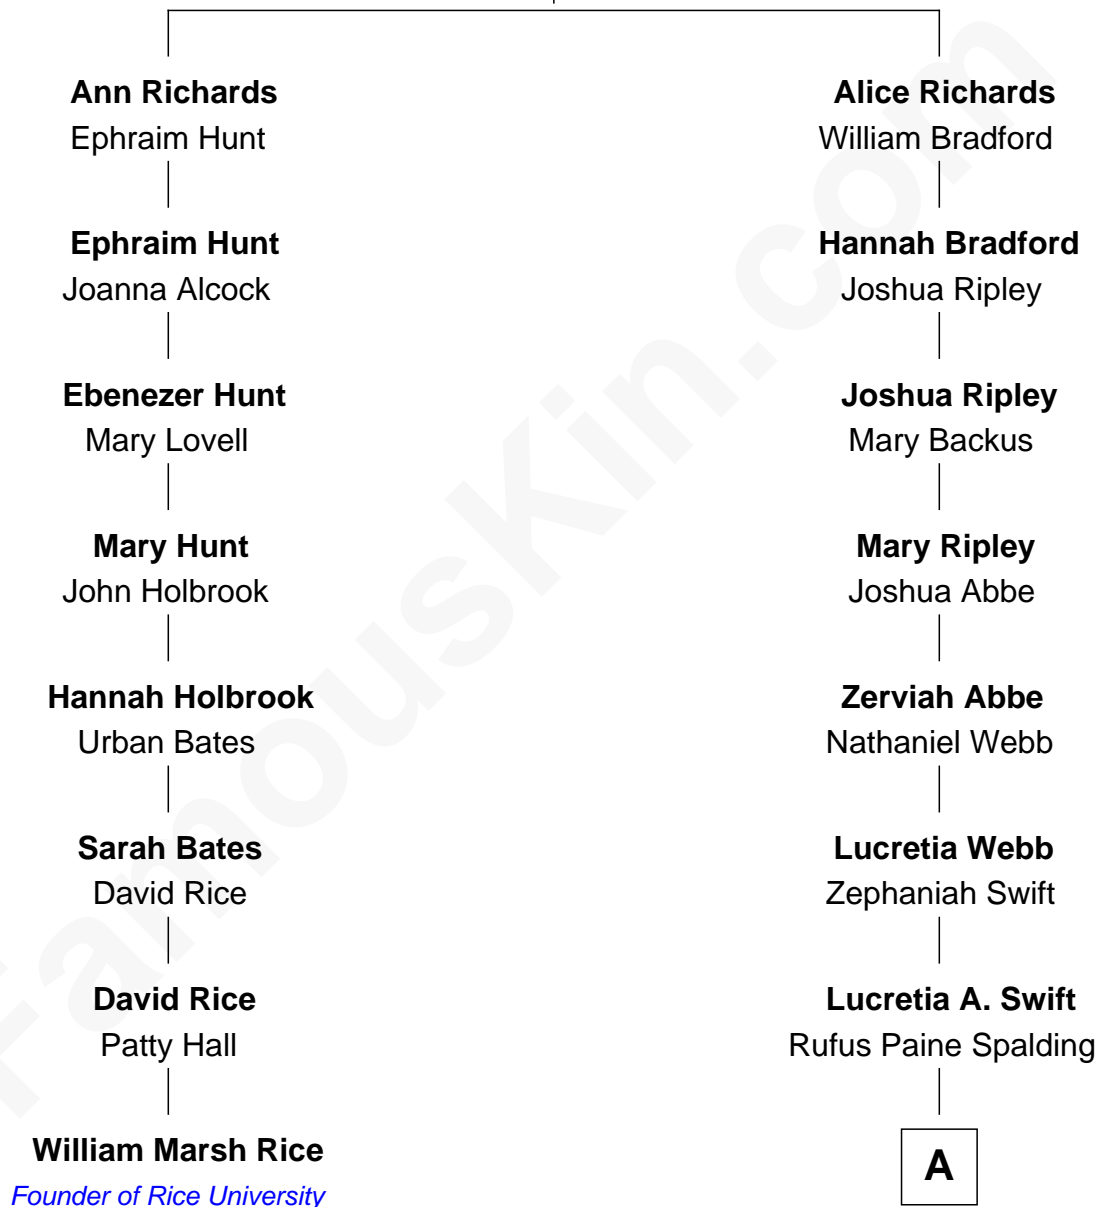 Ann Richards
Ephraim Hunt
Ephraim Hunt
Joanna Alcock
Ebenezer Hunt
Mary Lovell
Mary Hunt
John Holbrook
Hannah Holbrook
Urban Bates
Sarah Bates
David Rice
David Rice
Patty Hall
William Marsh Rice
Founder of Rice University
Alice Richards
William Bradford
Hannah Bradford
Joshua Ripley
Joshua Ripley
Mary Backus
Mary Ripley
Joshua Abbe
Zerviah Abbe
Nathaniel Webb
Lucretia Webb
Zephaniah Swift
Lucretia A. Swift
Rufus Paine Spalding
A
FamousKin.com